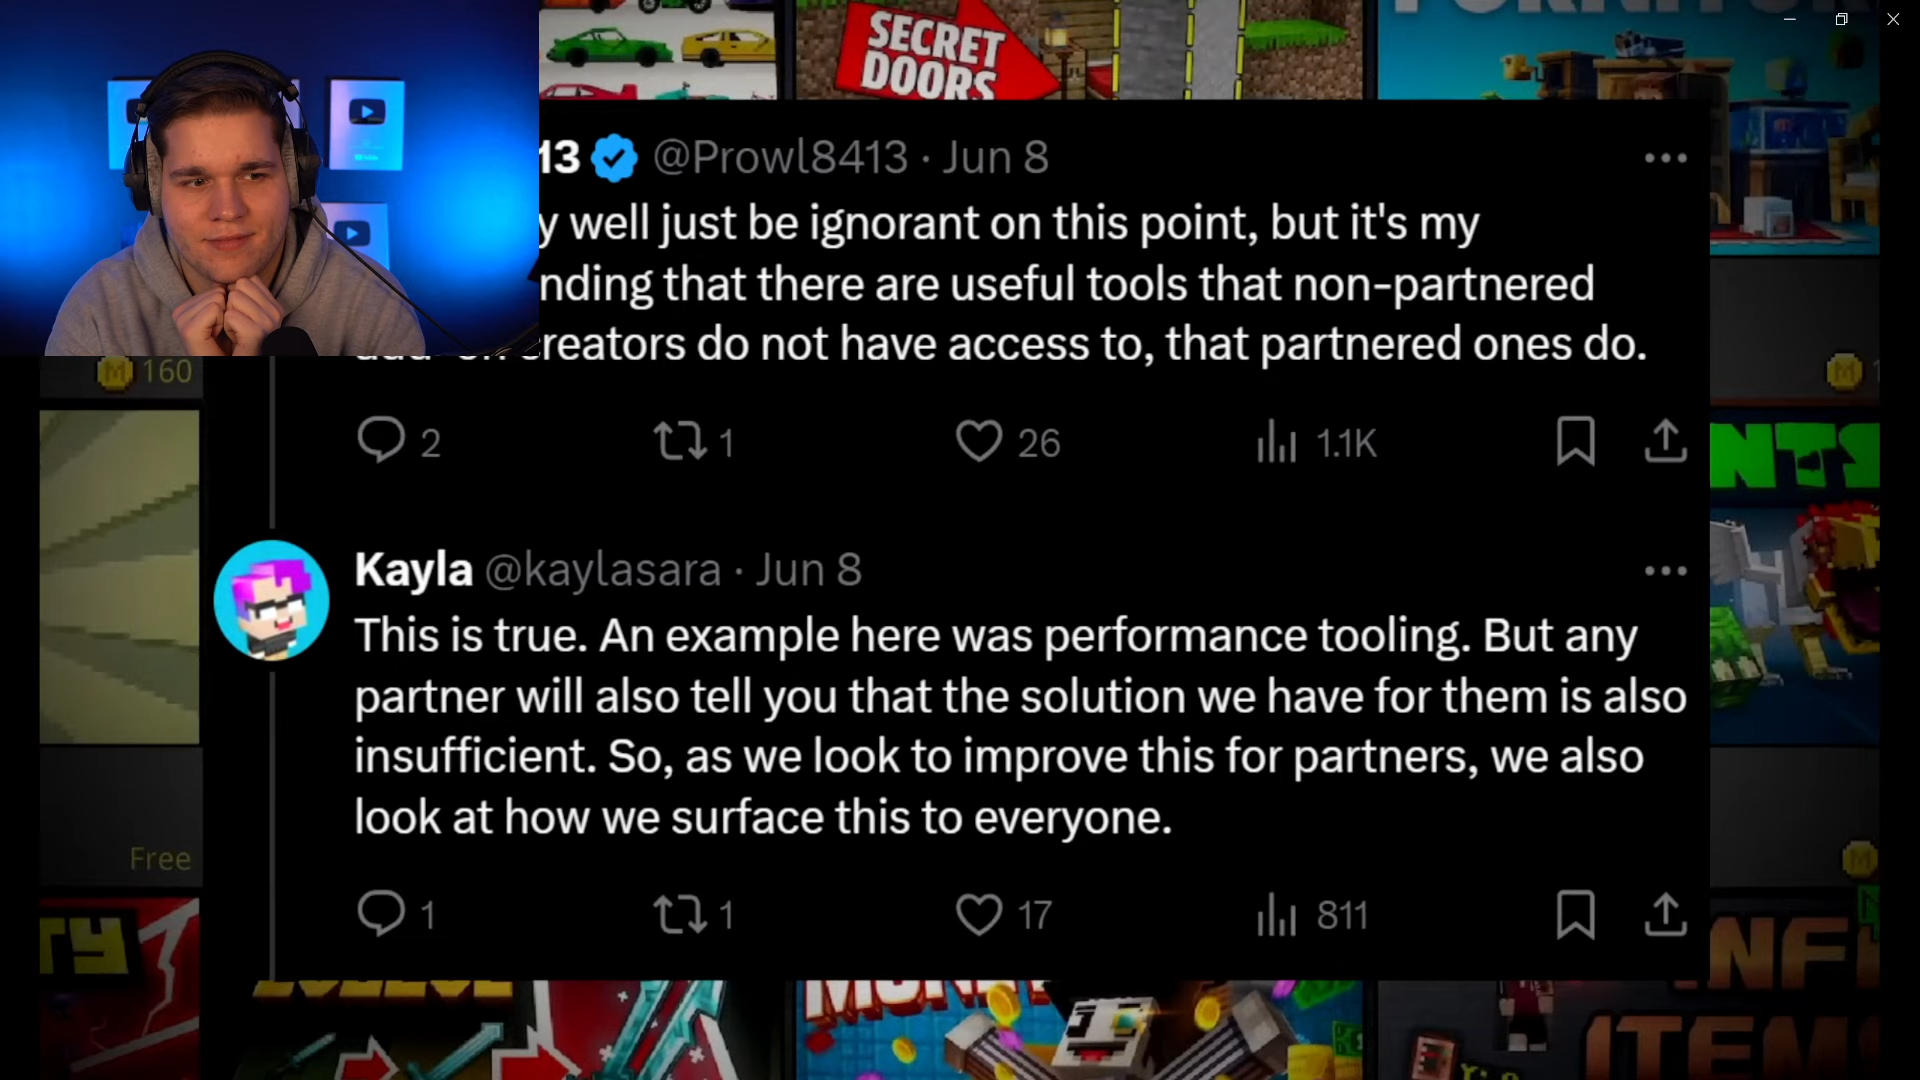 SECRET
DOORS
13 @Prowl8413 · Jun 8
y well just be ignorant on this point, but it's my
nding that there are useful tools that non-partnered
creators do not have access to, that partnered ones do.
160
2 1 26 1.1K
NTS
Kayla @kaylasara · Jun 8
This is true. An example here was performance tooling. But any
partner will also tell you that the solution we have for them is also
insufficient. So, as we look to improve this for partners, we also
look at how we surface this to everyone.
Free
1 1 17 811
TY
INFI
ITEMS